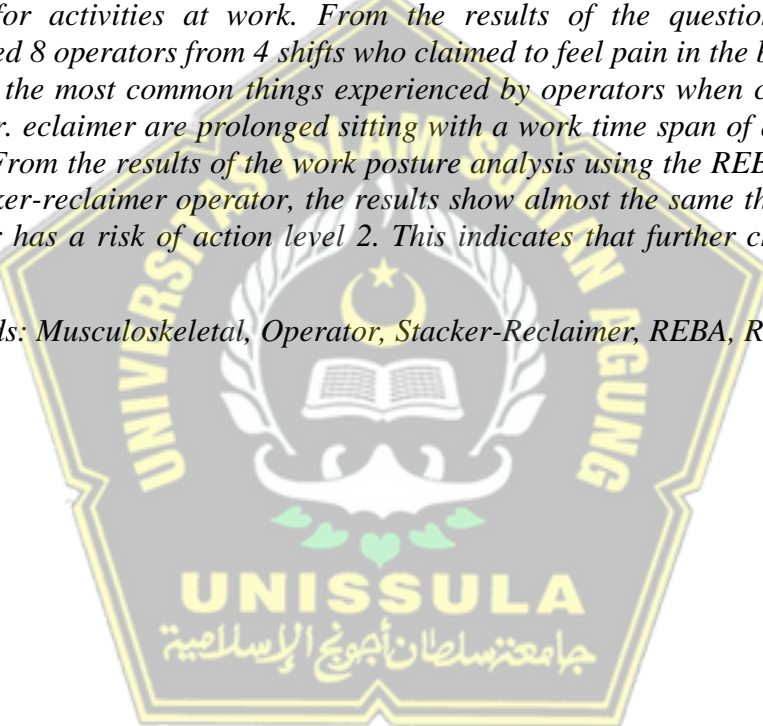 for activities at work. From the results of the question
ed 8 operators from 4 shifts who claimed to feel pain in the b
the most common things experienced by operators when c
r. eclaimer are prolonged sitting with a work time span of
From the results of the work posture analysis using the REB
ker-reclaimer operator, the results show almost the same th
r has a risk of action level 2. This indicates that further c
ds: Musculoskeletal, Operator, Stacker-Reclaimer, REBA, R
UNIVERSITAS ISLAM SULTAN AGUNG
UNISSULA
جامعة سلطان أجونج الإسلامية